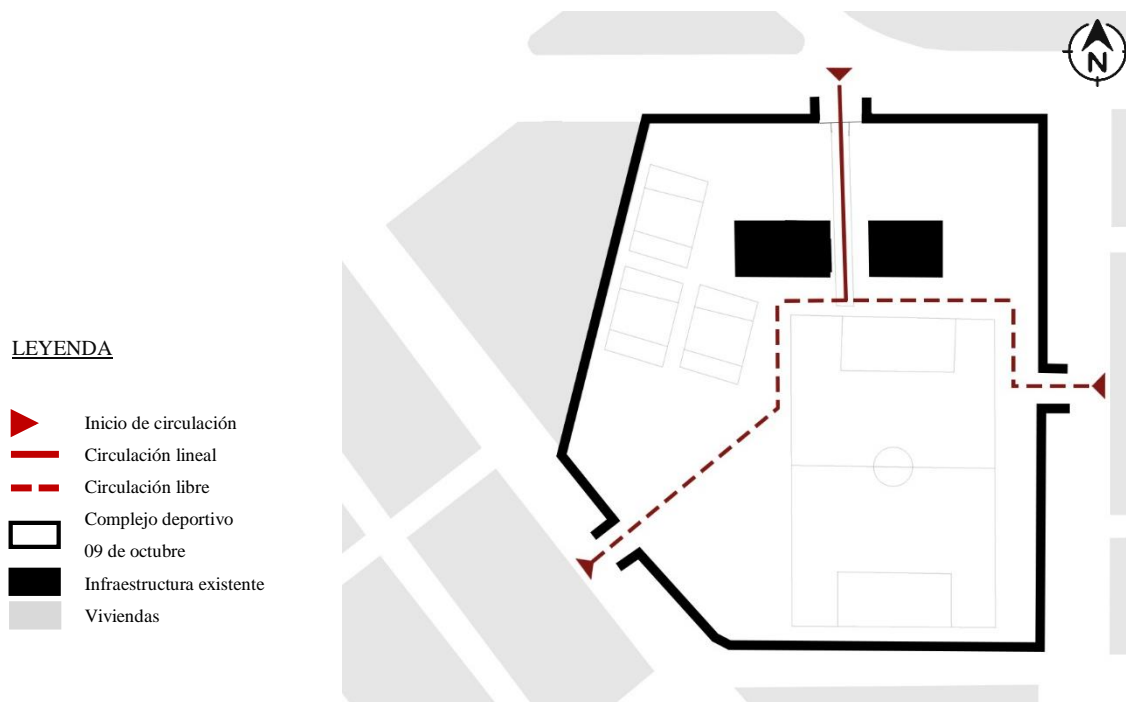 N
LEYENDA
Inicio de circulación
Circulación lineal
Circulación libre
Complejo deportivo
09 de octubre
Infraestructura existente
Viviendas